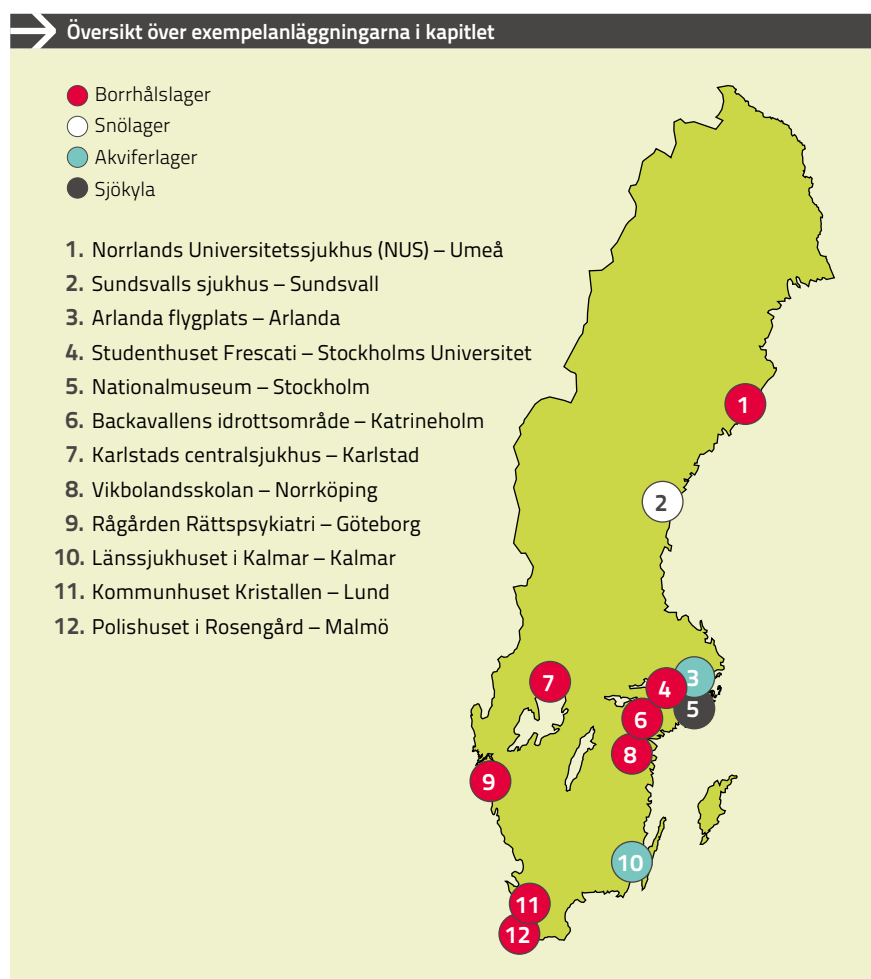 Översikt över exempelanläggningarna i kapitlet
Borrhålslager
Snölager
Akviferlager
Sjökyla
1. Norrlands Universitetssjukhus (NUS) – Umeå
2. Sundsvalls sjukhus – Sundsvall
3. Arlanda flygplats – Arlanda
4. Studenthuset Frescati – Stockholms Universitet
5. Nationalmuseum – Stockholm
6. Backavallens idrottsområde – Katrineholm
7. Karlstads centralsjukhus – Karlstad
8. Vikbolandsskolan – Norrköping
9. Rågården Rättspsykiatri – Göteborg
10. Länssjukhuset i Kalmar – Kalmar
11. Kommunhuset Kristallen – Lund
12. Polishuset i Rosengård – Malmö
1
2
3
4
7
5
6
8
9
10
11
12